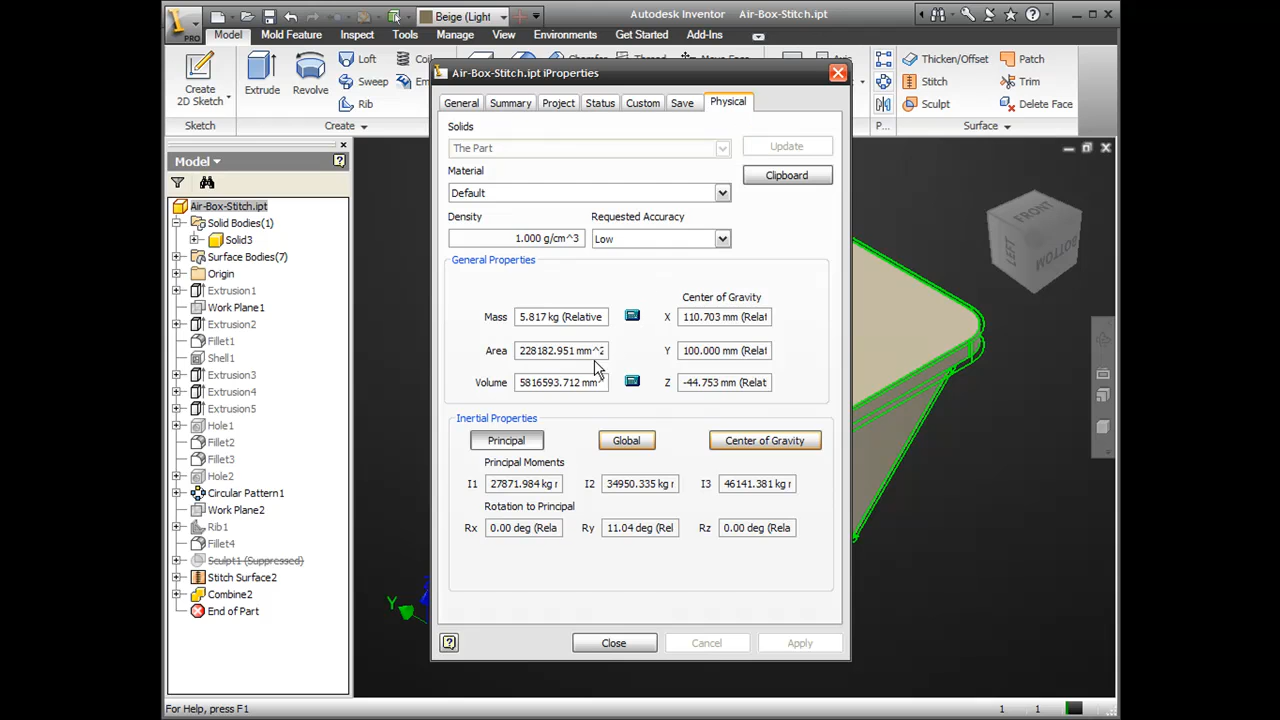 PRO
Beige (Light
Autodesk Inventor Air-Box-Stitch.ipt
Model Mold Feature Inspect Tools Manage View Environments Get Started Add-Ins
Create
2D Sketch
Sketch
Extrude
Revolve
Loft
Sweep
Rib
Coil
Create
Thicken/Offset Patch
Stitch Trim
Sculpt Delete Face
P...
Surface
Model
Air-Box-Stitch.ipt
Solid Bodies(1)
Solid3
Surface Bodies(7)
Origin
Extrusion1
Work Plane1
Extrusion2
Fillet1
Shell1
Extrusion3
Extrusion4
Extrusion5
Hole1
Fillet2
Fillet3
Hole2
Circular Pattern1
Work Plane2
Rib1
Fillet4
Sculpt1 (Suppressed)
Stitch Surface2
Combine2
End of Part
Air-Box-Stitch.ipt iProperties
General Summary Project Status Custom Save Physical
Solids
The Part
Update
Material
Clipboard
Default
Density Requested Accuracy
1.000 g/cm^3 Low
General Properties
Center of Gravity
Mass 5.817 kg (Relative X 110.703 mm (Relat
Area 228182.951 mm^2 Y 100.000 mm (Relat
Volume 5816593.712 mm^ Z -44.753 mm (Relat
Inertial Properties
Principal Global Center of Gravity
Principal Moments
I1 27871.984 kg r I2 34950.335 kg r I3 46141.381 kg r
Rotation to Principal
Rx 0.00 deg (Rela Ry 11.04 deg (Rel Rz 0.00 deg (Rela
Close Cancel Apply
FRONT
LEFT
BOTTOM
Y
For Help, press F1 1 1